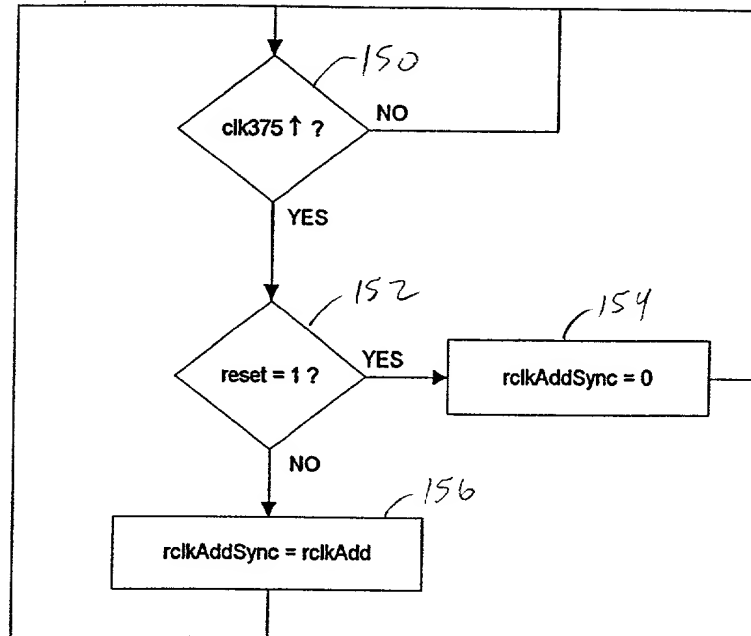 150
clk375 ↑ ?
NO
YES
152
154
reset = 1 ?
YES
rclkAddSync = 0
NO
156
rclkAddSync = rclkAdd